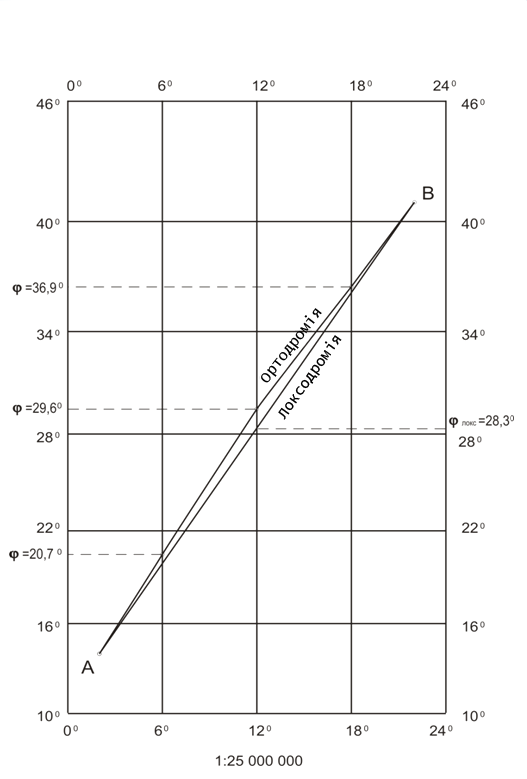 0⁰ 6⁰ 12⁰ 18⁰ 24⁰
46⁰ 46⁰
В
40⁰ 40⁰
φ =36,9⁰
Ортодромія
34⁰ 34⁰
Локсодромія
φ =29,6⁰
φ локс =28,3⁰
28⁰ 28⁰
22⁰ 22⁰
φ =20,7 ⁰
16⁰ 16⁰
А
10⁰ 10⁰
0⁰ 6⁰ 12⁰ 18⁰ 24⁰
1:25 000 000